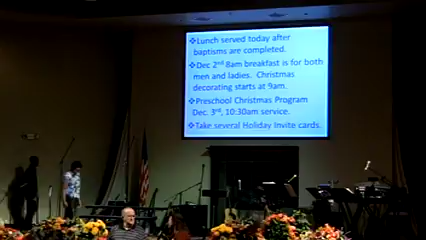 ❖Lunch served today after
baptisms are completed.
❖Dec 2nd 8am breakfast is for both
men and ladies. Christmas
decorating starts at 9am.
❖Preschool Christmas Program
Dec. 3rd, 10:30am service.
❖Take several Holiday Invite cards.